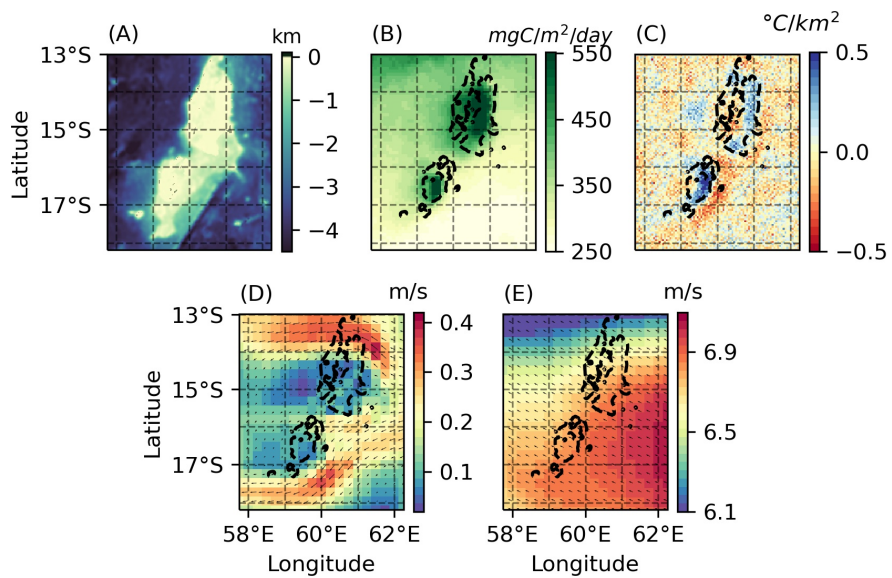 (A) km (B) mgC/m²/day (C) °C/km²
13°S 0 550 0.5
15°S −1 450 0.0
Latitude −2 350
17°S −3 250 −0.5
−4
(D) m/s (E) m/s
13°S 0.4 6.9
15°S 0.3 6.5
Latitude 0.2
17°S 0.1 6.1
58°E 60°E 62°E 58°E 60°E 62°E
Longitude Longitude